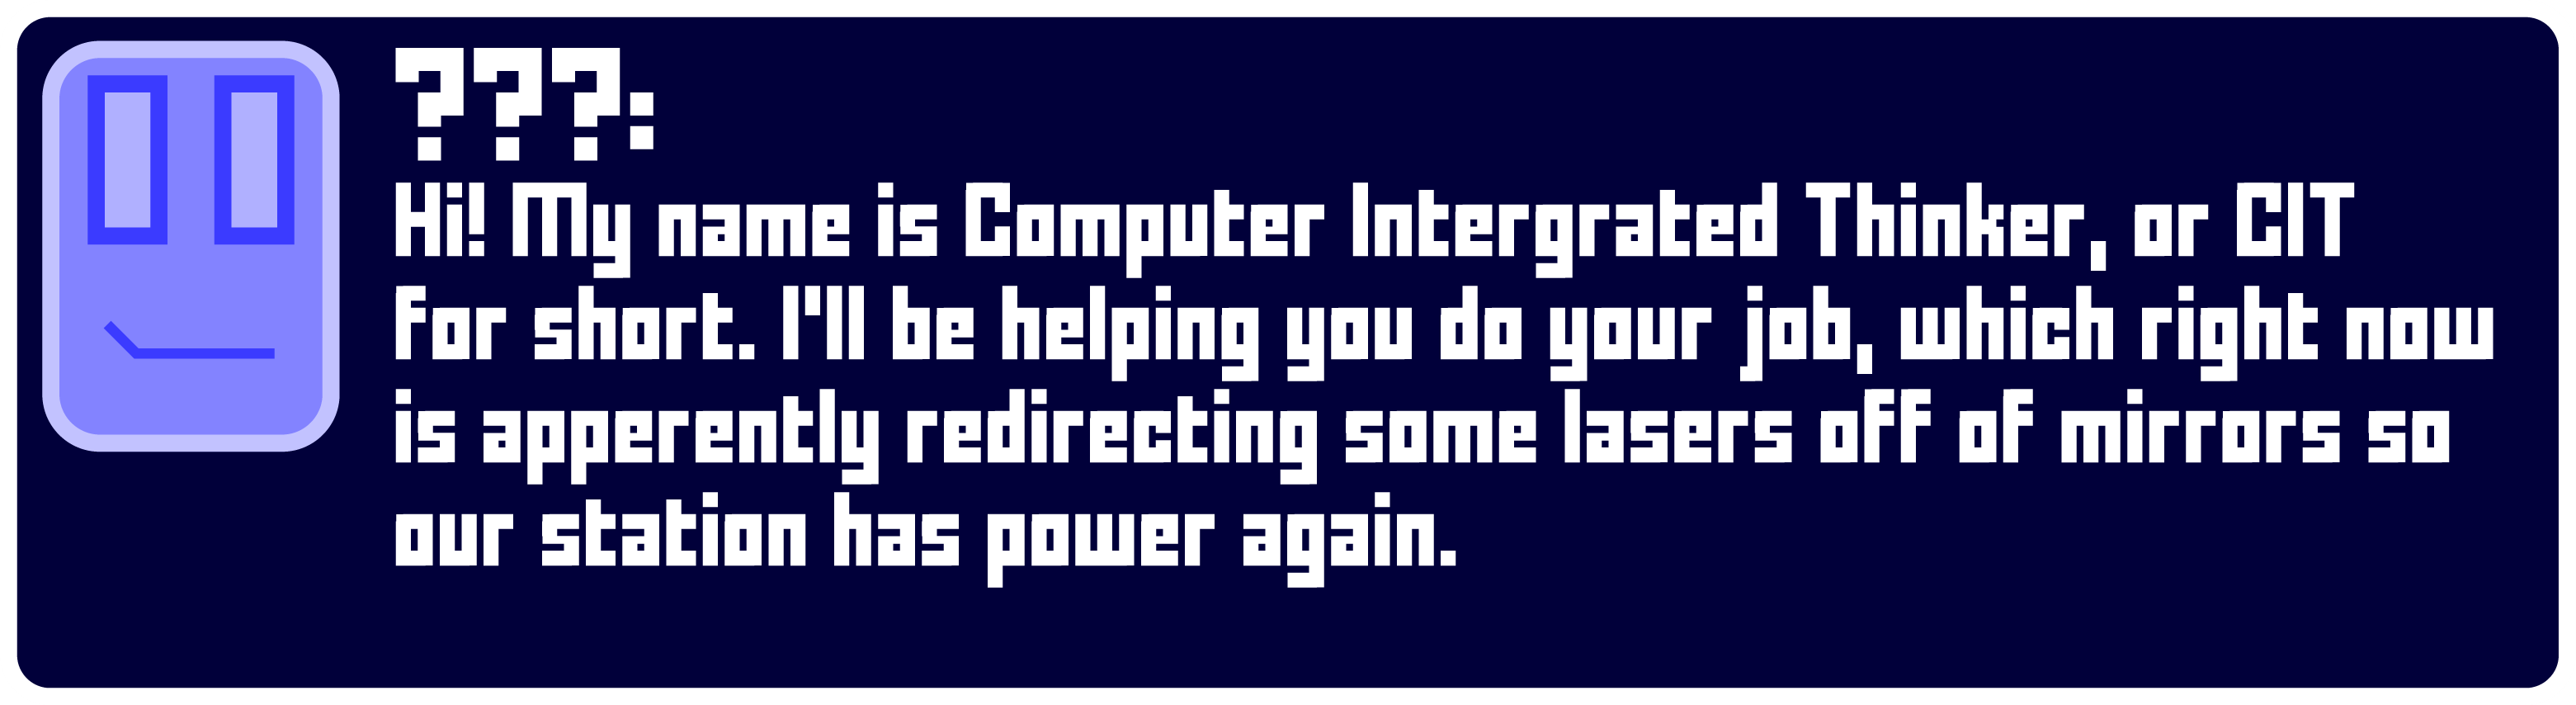 ???:
Hi! My name is Computer Intergrated Thinker, or CIT
for short. I'll be helping you do your job, which right now
is apperently redirecting some lasers off of mirrors so
our station has power again.